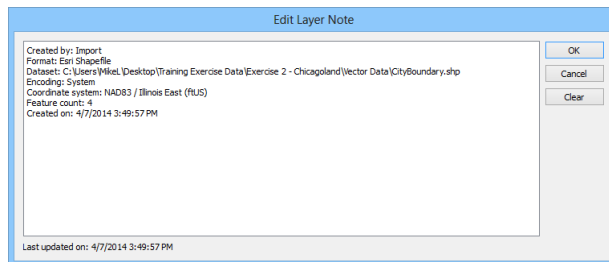 Edit Layer Note
Created by: Import
Format: Esri Shapefile
Dataset: C:\Users\MikeL\Desktop\Training Exercise Data\Exercise 2 - Chicagoland\Vector Data\CityBoundary.shp
Encoding: System
Coordinate system: NAD83 / Illinois East (ftUS)
Feature count: 4
Created on: 4/7/2014 3:49:57 PM
OK
Cancel
Clear
Last updated on: 4/7/2014 3:49:57 PM